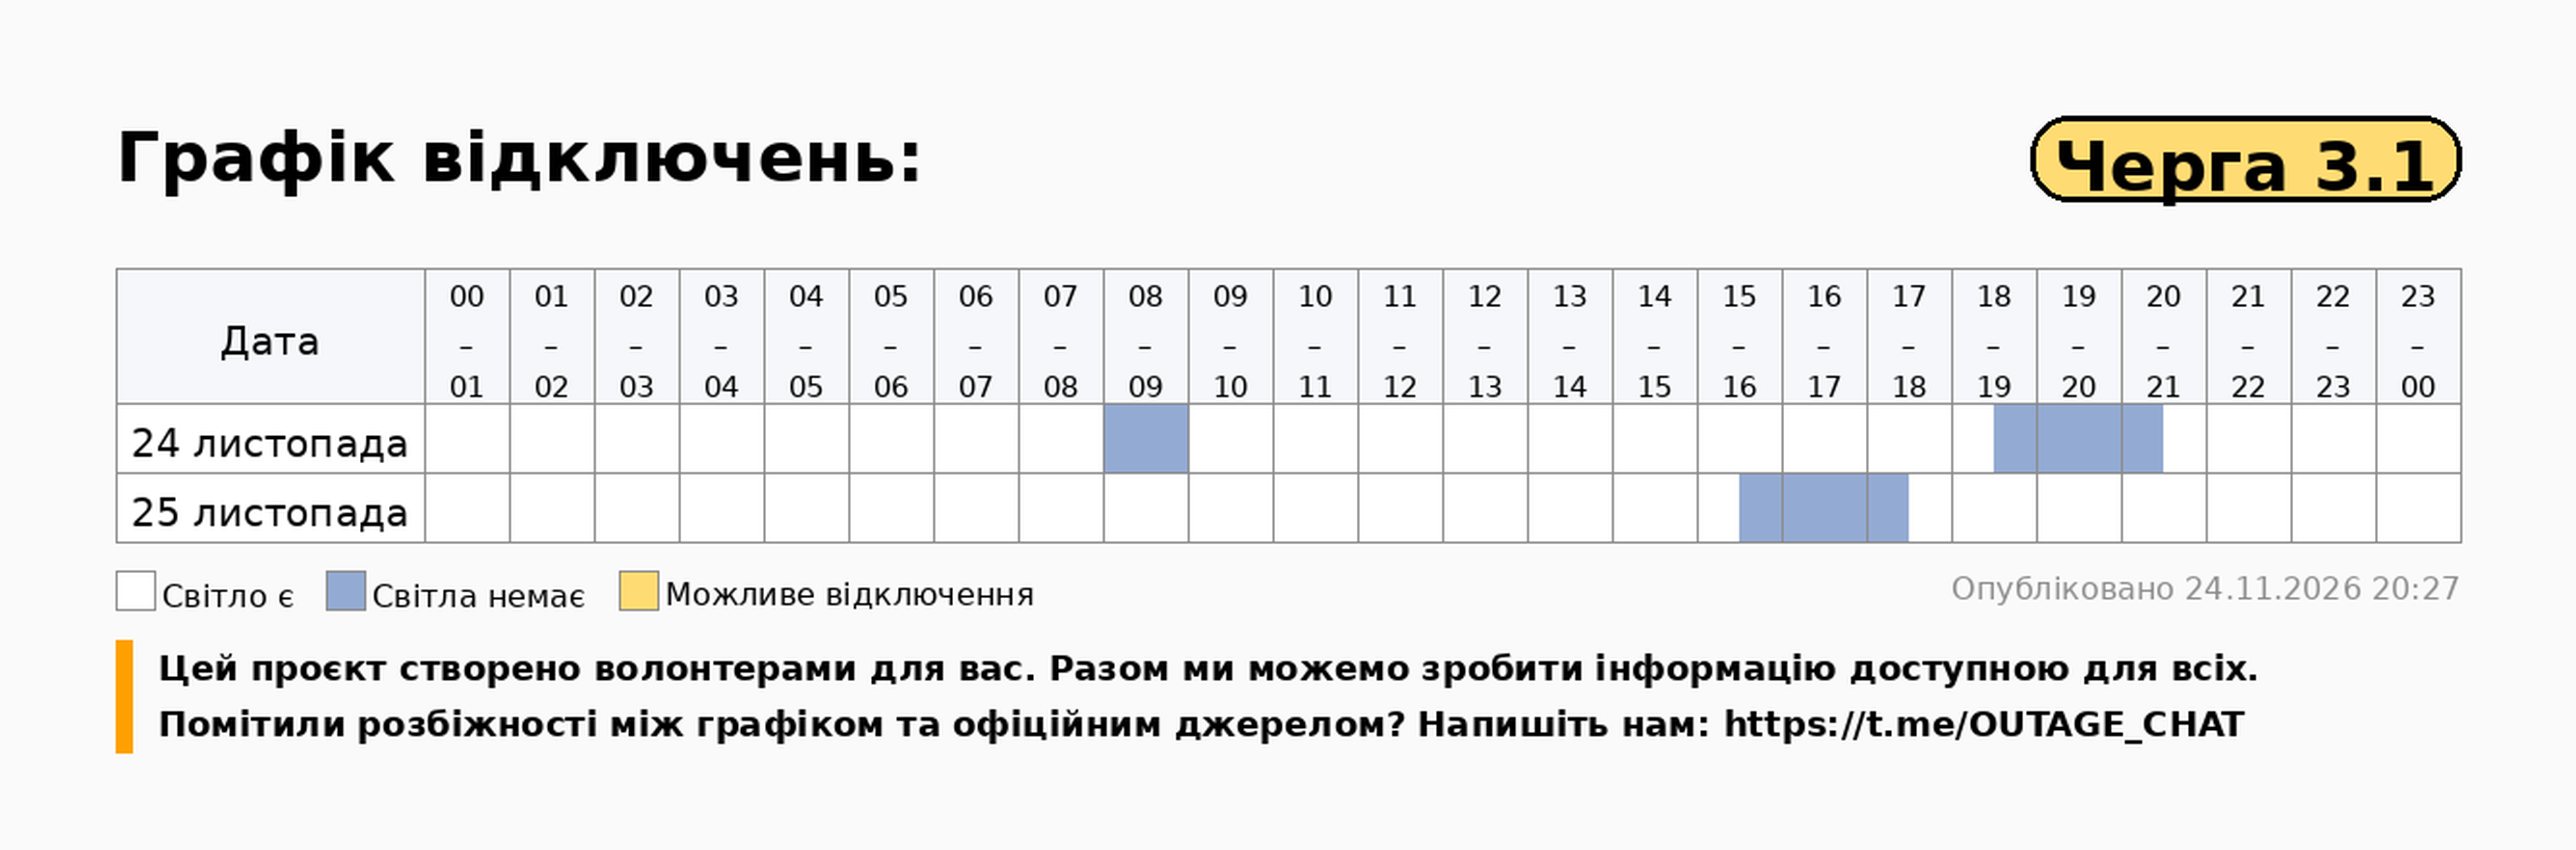 Графік відключень:
Черга 3.1
Дата 00 – 01 01 – 02 02 – 03 03 – 04 04 – 05 05 – 06 06 – 07 07 – 08 08 – 09 09 – 10 10 – 11 11 – 12 12 – 13 13 – 14 14 – 15 15 – 16 16 – 17 17 – 18 18 – 19 19 – 20 20 – 21 21 – 22 22 – 23 23 – 00
24 листопада
25 листопада
Світло є Світла немає Можливе відключення
Опубліковано 24.11.2026 20:27
Цей проєкт створено волонтерами для вас. Разом ми можемо зробити інформацію доступною для всіх.
Помітили розбіжності між графіком та офіційним джерелом? Напишіть нам: https://t.me/OUTAGE_CHAT